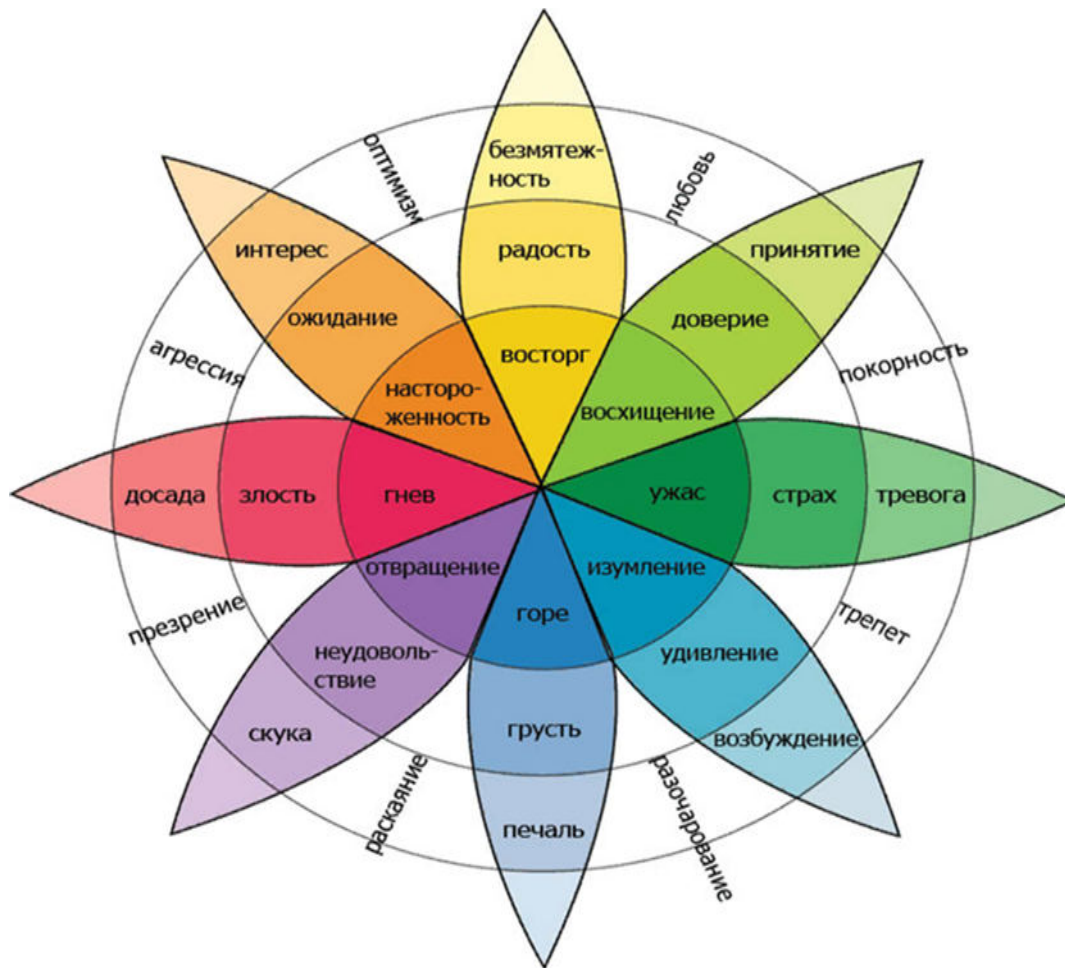 оптимизм
любовь
безмятеж-
ность
интерес
радость
принятие
ожидание
доверие
агрессия
восторг
покорность
насторо-
женность
восхищение
досада
злость
гнев
ужас
страх
тревога
отвращение
изумление
презрение
горе
трепет
неудоволь-
ствие
удивление
скука
грусть
возбуждение
раскаяние
печаль
разочарование